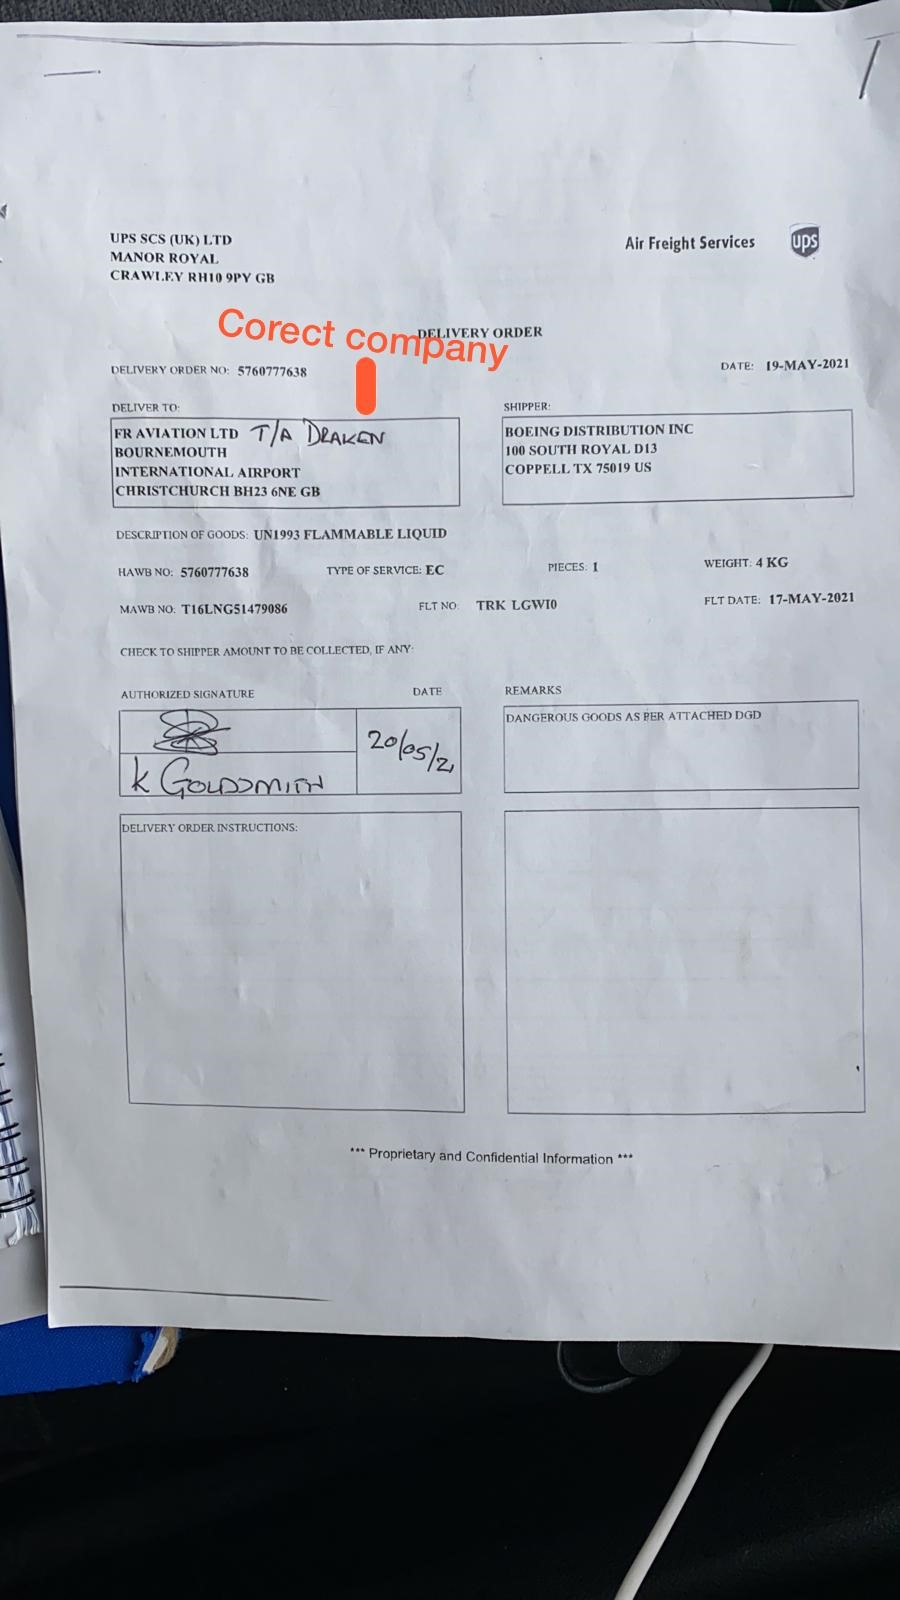 UPS SCS (UK) LTD
MANOR ROYAL
CRAWLEY RH10 9PY GB
Air Freight Services
ups
Corect company
DELIVERY ORDER
DELIVERY ORDER NO: 5760777638
DATE: 19-MAY-2021
DELIVER TO:
FR AVIATION LTD T/A DRAKEN
BOURNEMOUTH
INTERNATIONAL AIRPORT
CHRISTCHURCH BH23 6NE GB
SHIPPER:
BOEING DISTRIBUTION INC
100 SOUTH ROYAL D13
COPPELL TX 75019 US
DESCRIPTION OF GOODS: UN1993 FLAMMABLE LIQUID
HAWB NO: 5760777638 TYPE OF SERVICE: EC PIECES: 1 WEIGHT: 4 KG
MAWB NO: T16LNG51479086 FLT NO: TRK LGWI0 FLT DATE: 17-MAY-2021
CHECK TO SHIPPER AMOUNT TO BE COLLECTED, IF ANY:
AUTHORIZED SIGNATURE DATE
K GOLDSMITH
20/05/21
REMARKS
DANGEROUS GOODS AS PER ATTACHED DGD
DELIVERY ORDER INSTRUCTIONS:
*** Proprietary and Confidential Information ***